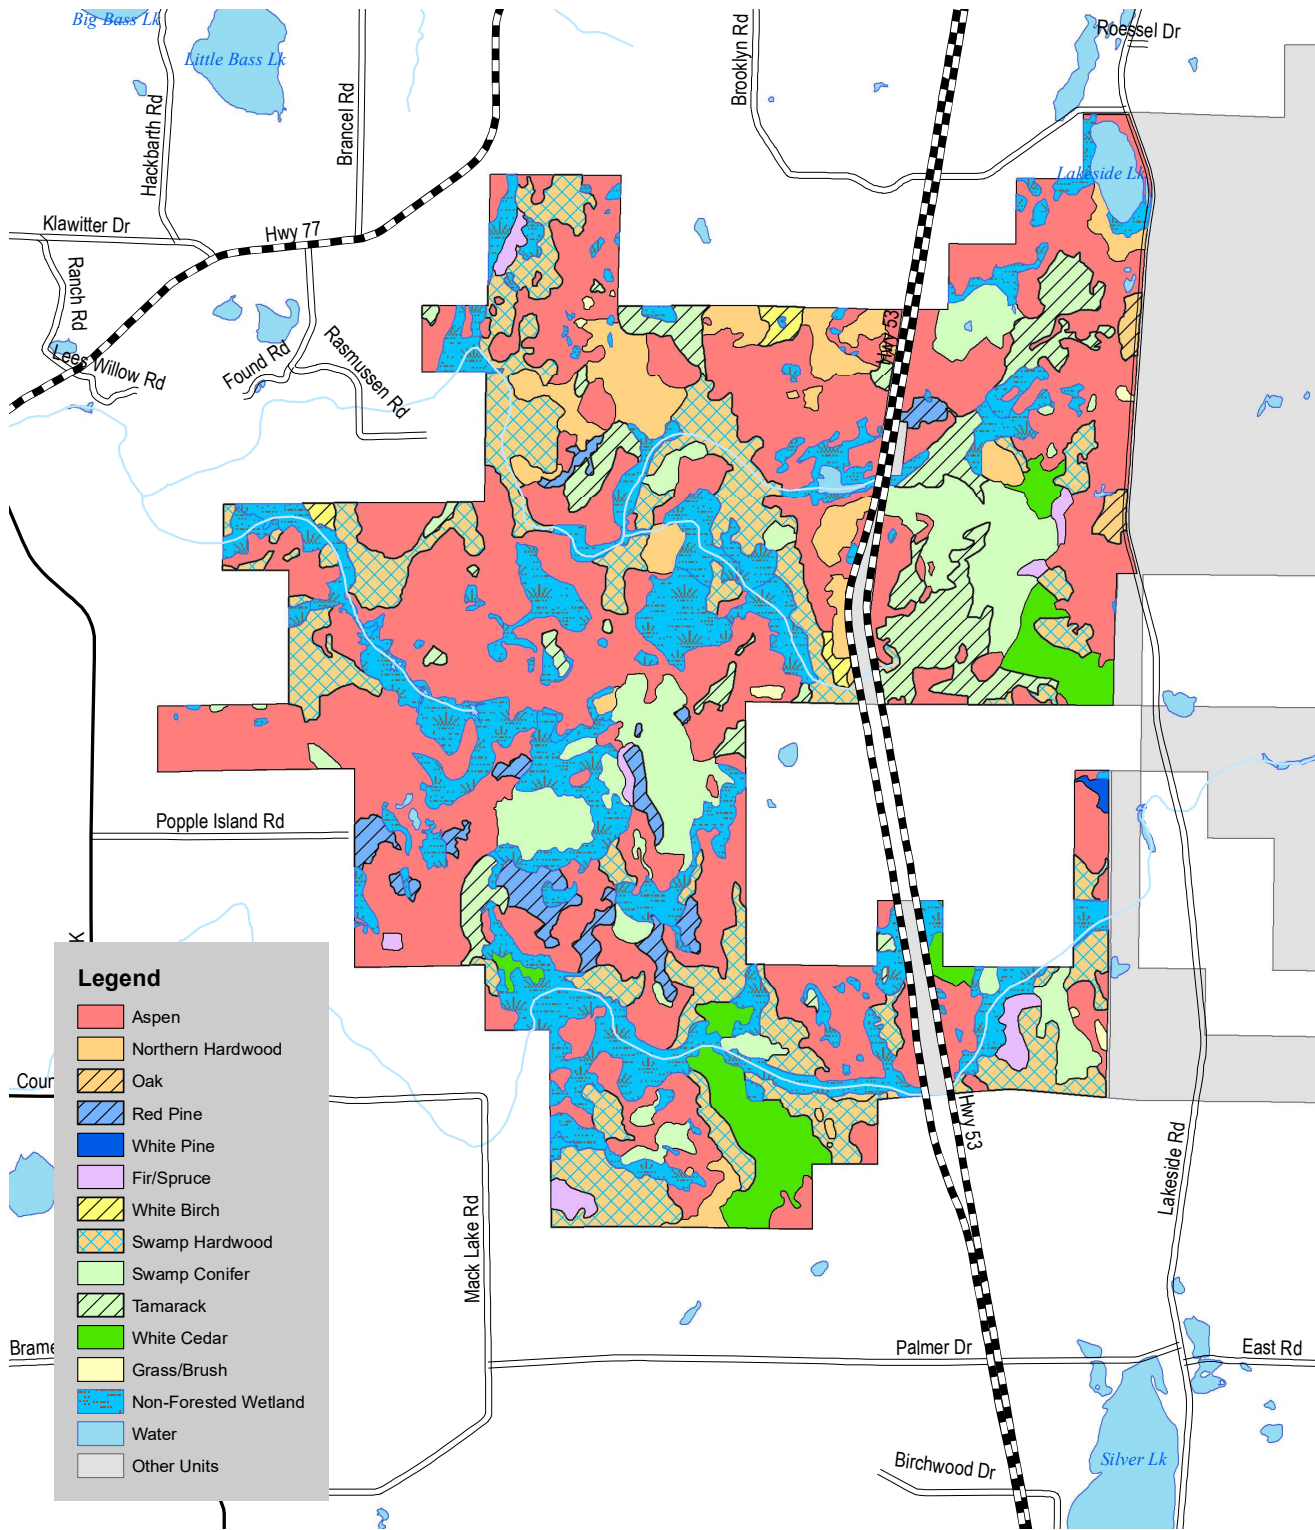 Big Bass Lk
Little Bass Lk
Roessel Dr
Brooklyn Rd
Hackbarth Rd
Brancel Rd
Lakeside Lk
Klawitter Dr
Hwy 77
Ranch Rd
Hwy 53
Lees Willow Rd
Found Rd
Rasmussen Rd
Popple Island Rd
K
Legend
Aspen
Northern Hardwood
Oak
Red Pine
White Pine
Fir/Spruce
White Birch
Swamp Hardwood
Swamp Conifer
Tamarack
White Cedar
Grass/Brush
Non-Forested Wetland
Water
Other Units
Coun
Hwy 53
Lakeside Rd
Mack Lake Rd
Brame
Palmer Dr
East Rd
Birchwood Dr
Silver Lk